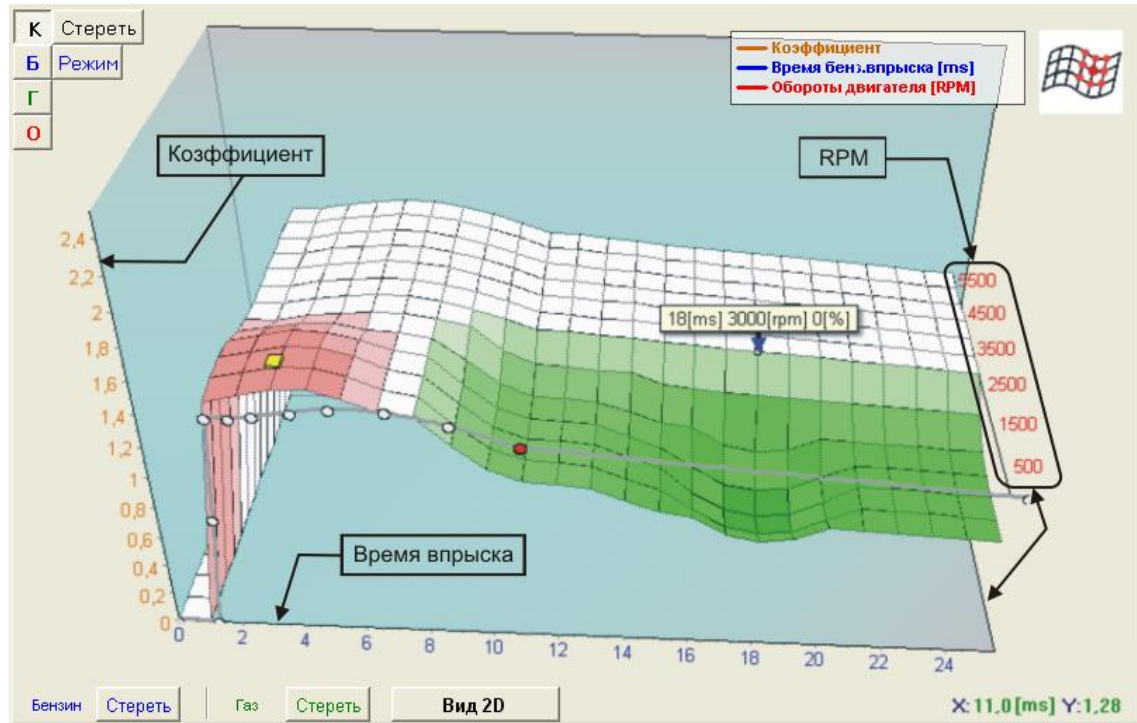 К Стереть
Б Режим
Г
О
Коэффициент
Время бенз.впрыска [ms]
Обороты двигателя [RPM]
Коэффициент
RPM
2,4
2,2
2
1,8
1,6
1,4
1,2
1
0,8
0,6
0,4
0,2
0
18[ms] 3000[rpm] 0[%]
5500
4500
3500
2500
1500
500
Время впрыска
0 2 4 6 8 10 12 14 16 18 20 22 24
Бензин Стереть Газ Стереть Вид 2D X:11,0[ms] Y:1,28